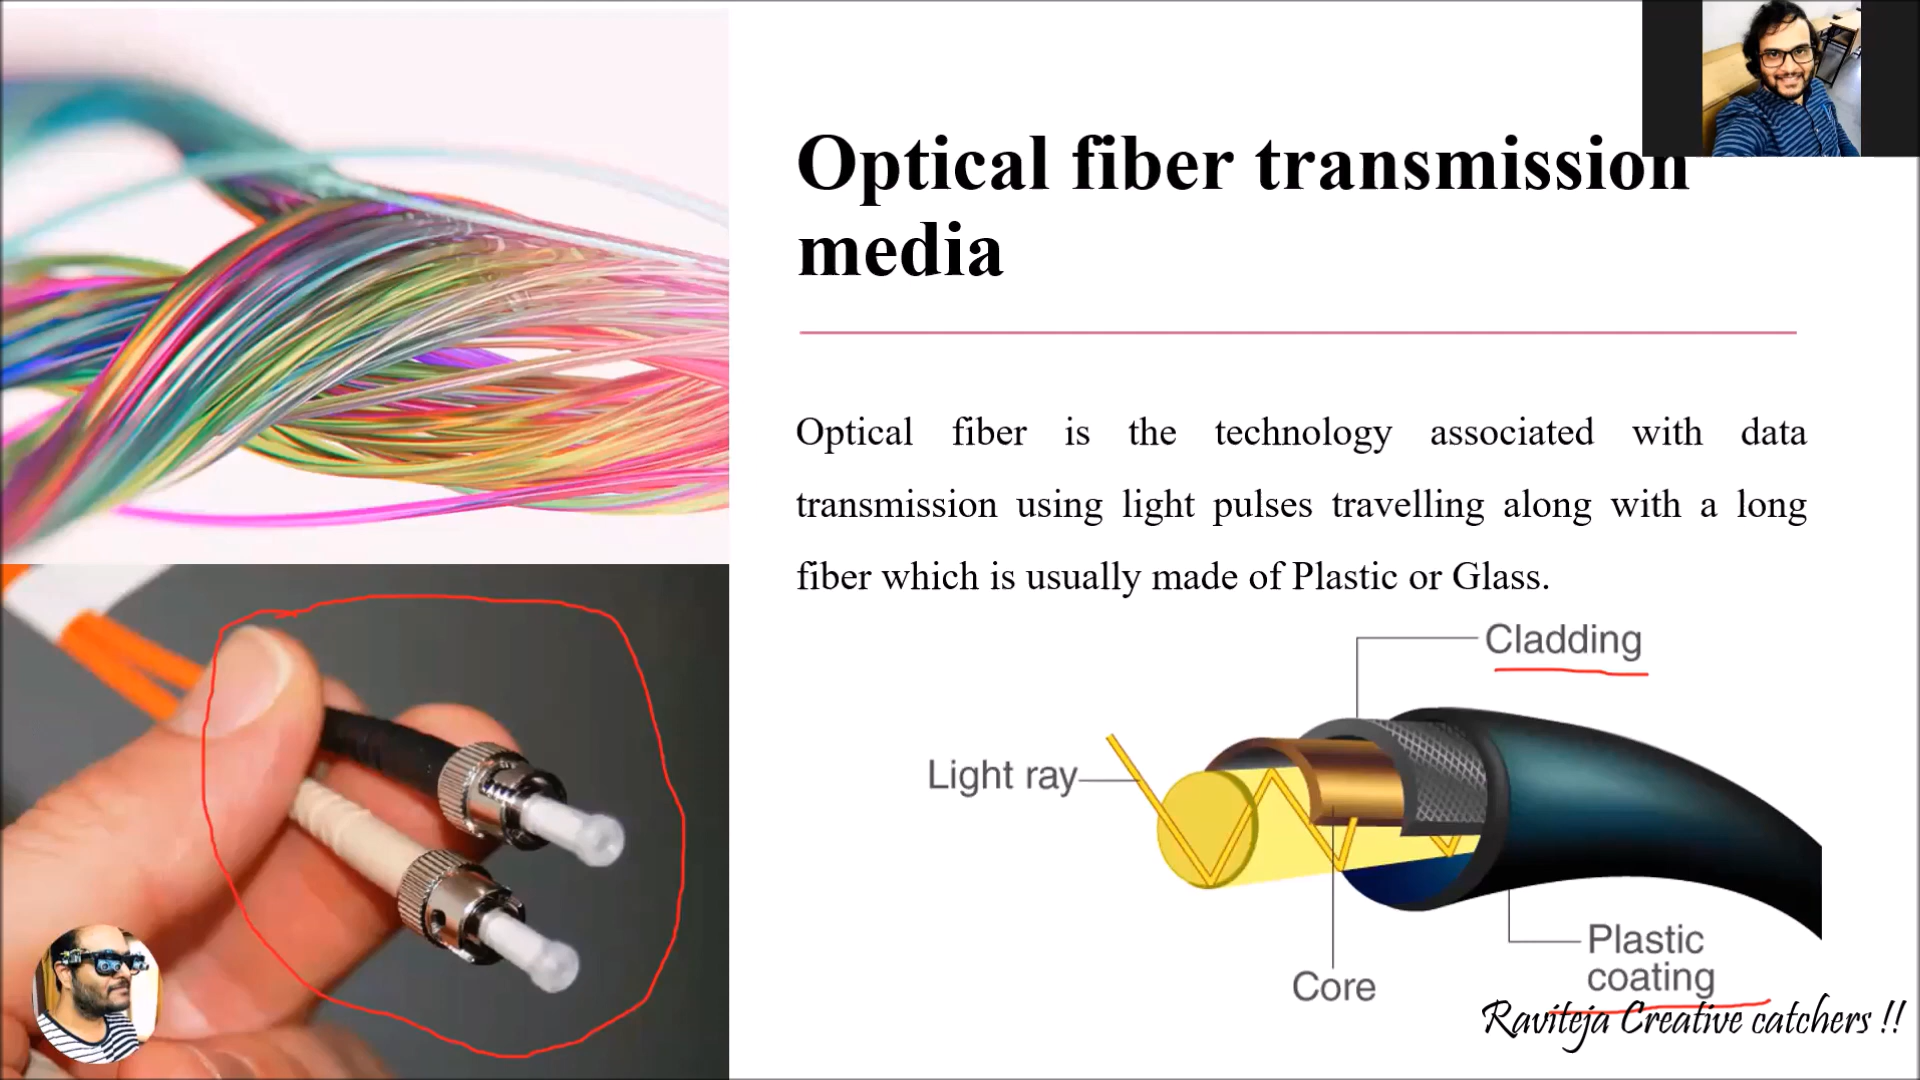 Optical fiber transmission
media
Optical fiber is the technology associated with data
transmission using light pulses travelling along with a long
fiber which is usually made of Plastic or Glass.
Cladding
Light ray
Plastic
coating
Core
Raviteja Creative catchers !!